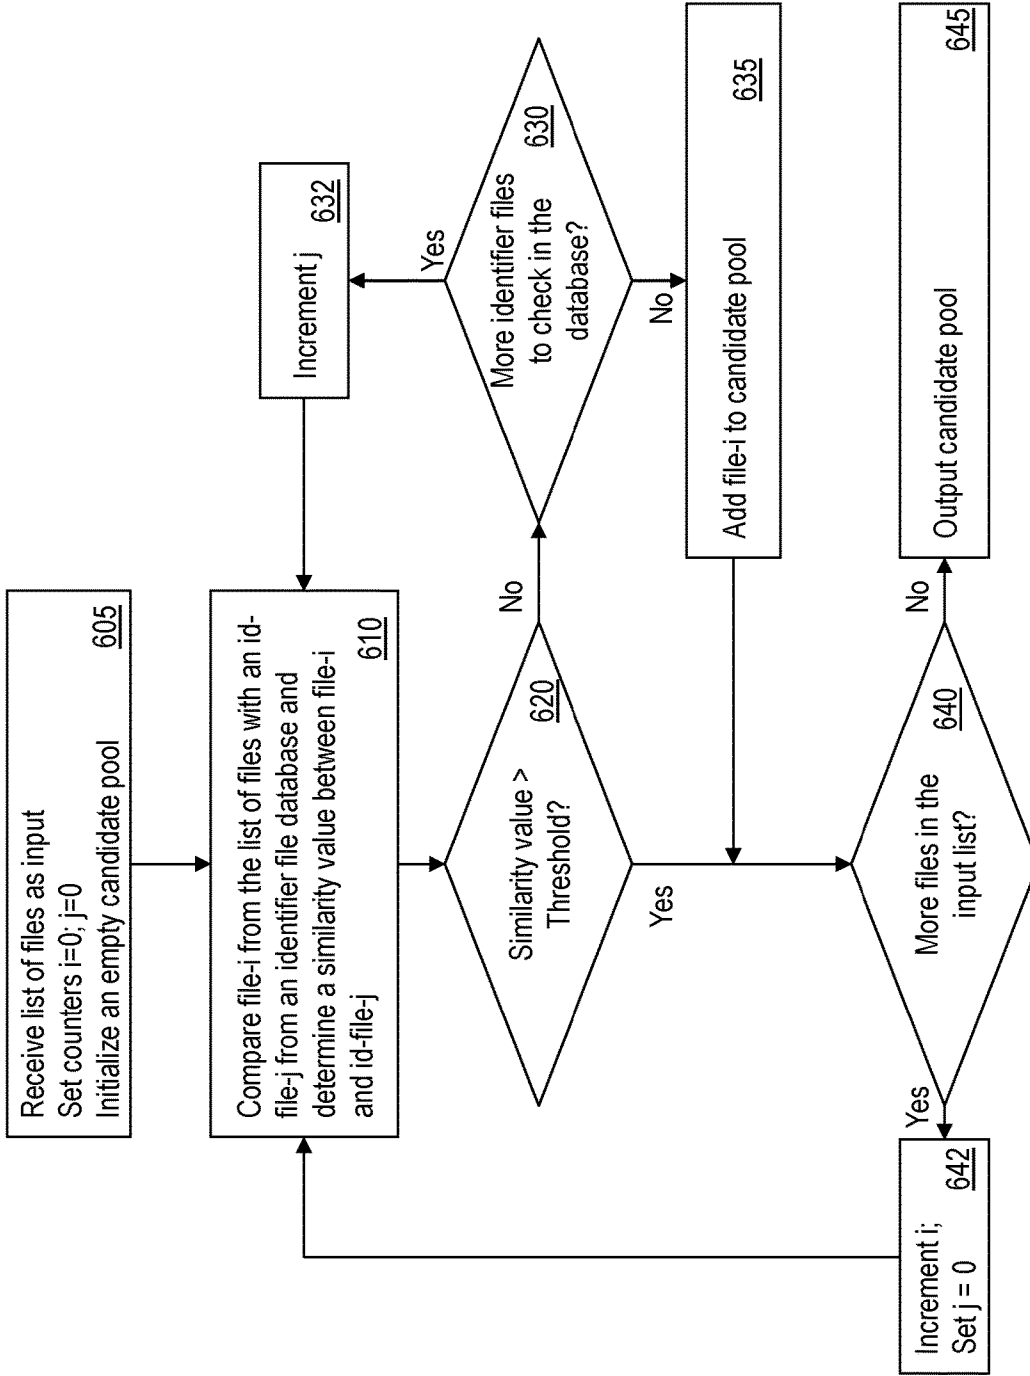 Receive list of files as input
Set counters i=0; j=0
Initialize an empty candidate pool
605
Compare file-i from the list of files with an id-
file-j from an identifier file database and
determine a similarity value between file-i
and id-file-j
610
Increment j
632
Similarity value >
Threshold?
620
No
Yes
More identifier files
to check in the
database?
630
Yes
No
Add file-i to candidate pool
635
More files in the
input list?
640
Yes
No
Increment i;
Set j = 0
642
Output candidate pool
645